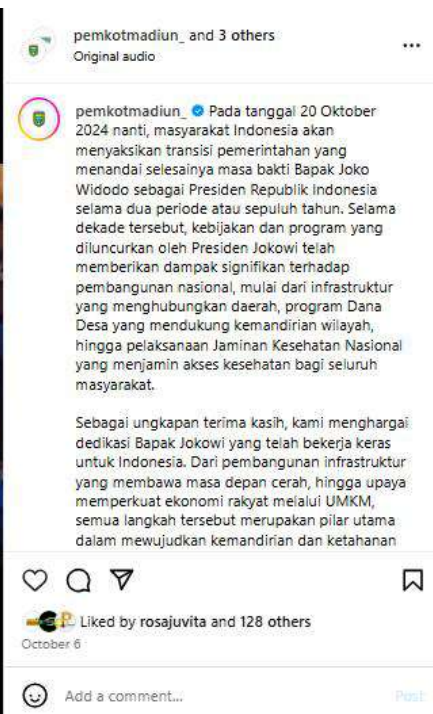 pemkotmadiun_ and 3 others
Original audio
pemkotmadiun_ Pada tanggal 20 Oktober
2024 nanti, masyarakat Indonesia akan
menyaksikan transisi pemerintahan yang
menandai selesainya masa bakti Bapak Joko
Widodo sebagai Presiden Republik Indonesia
selama dua periode atau sepuluh tahun. Selama
dekade tersebut, kebijakan dan program yang
diluncurkan oleh Presiden Jokowi telah
memberikan dampak signifikan terhadap
pembangunan nasional, mulai dari infrastruktur
yang menghubungkan daerah, program Dana
Desa yang mendukung kemandirian wilayah,
hingga pelaksanaan Jaminan Kesehatan Nasional
yang menjamin akses kesehatan bagi seluruh
masyarakat.
Sebagai ungkapan terima kasih, kami menghargai
dedikasi Bapak Jokowi yang telah bekerja keras
untuk Indonesia. Dari pembangunan infrastruktur
yang membawa masa depan cerah, hingga upaya
memperkuat ekonomi rakyat melalui UMKM,
semua langkah tersebut merupakan pilar utama
dalam mewujudkan kemandirian dan ketahanan
Liked by rosajuvita and 128 others
October 6
Add a comment...
Post